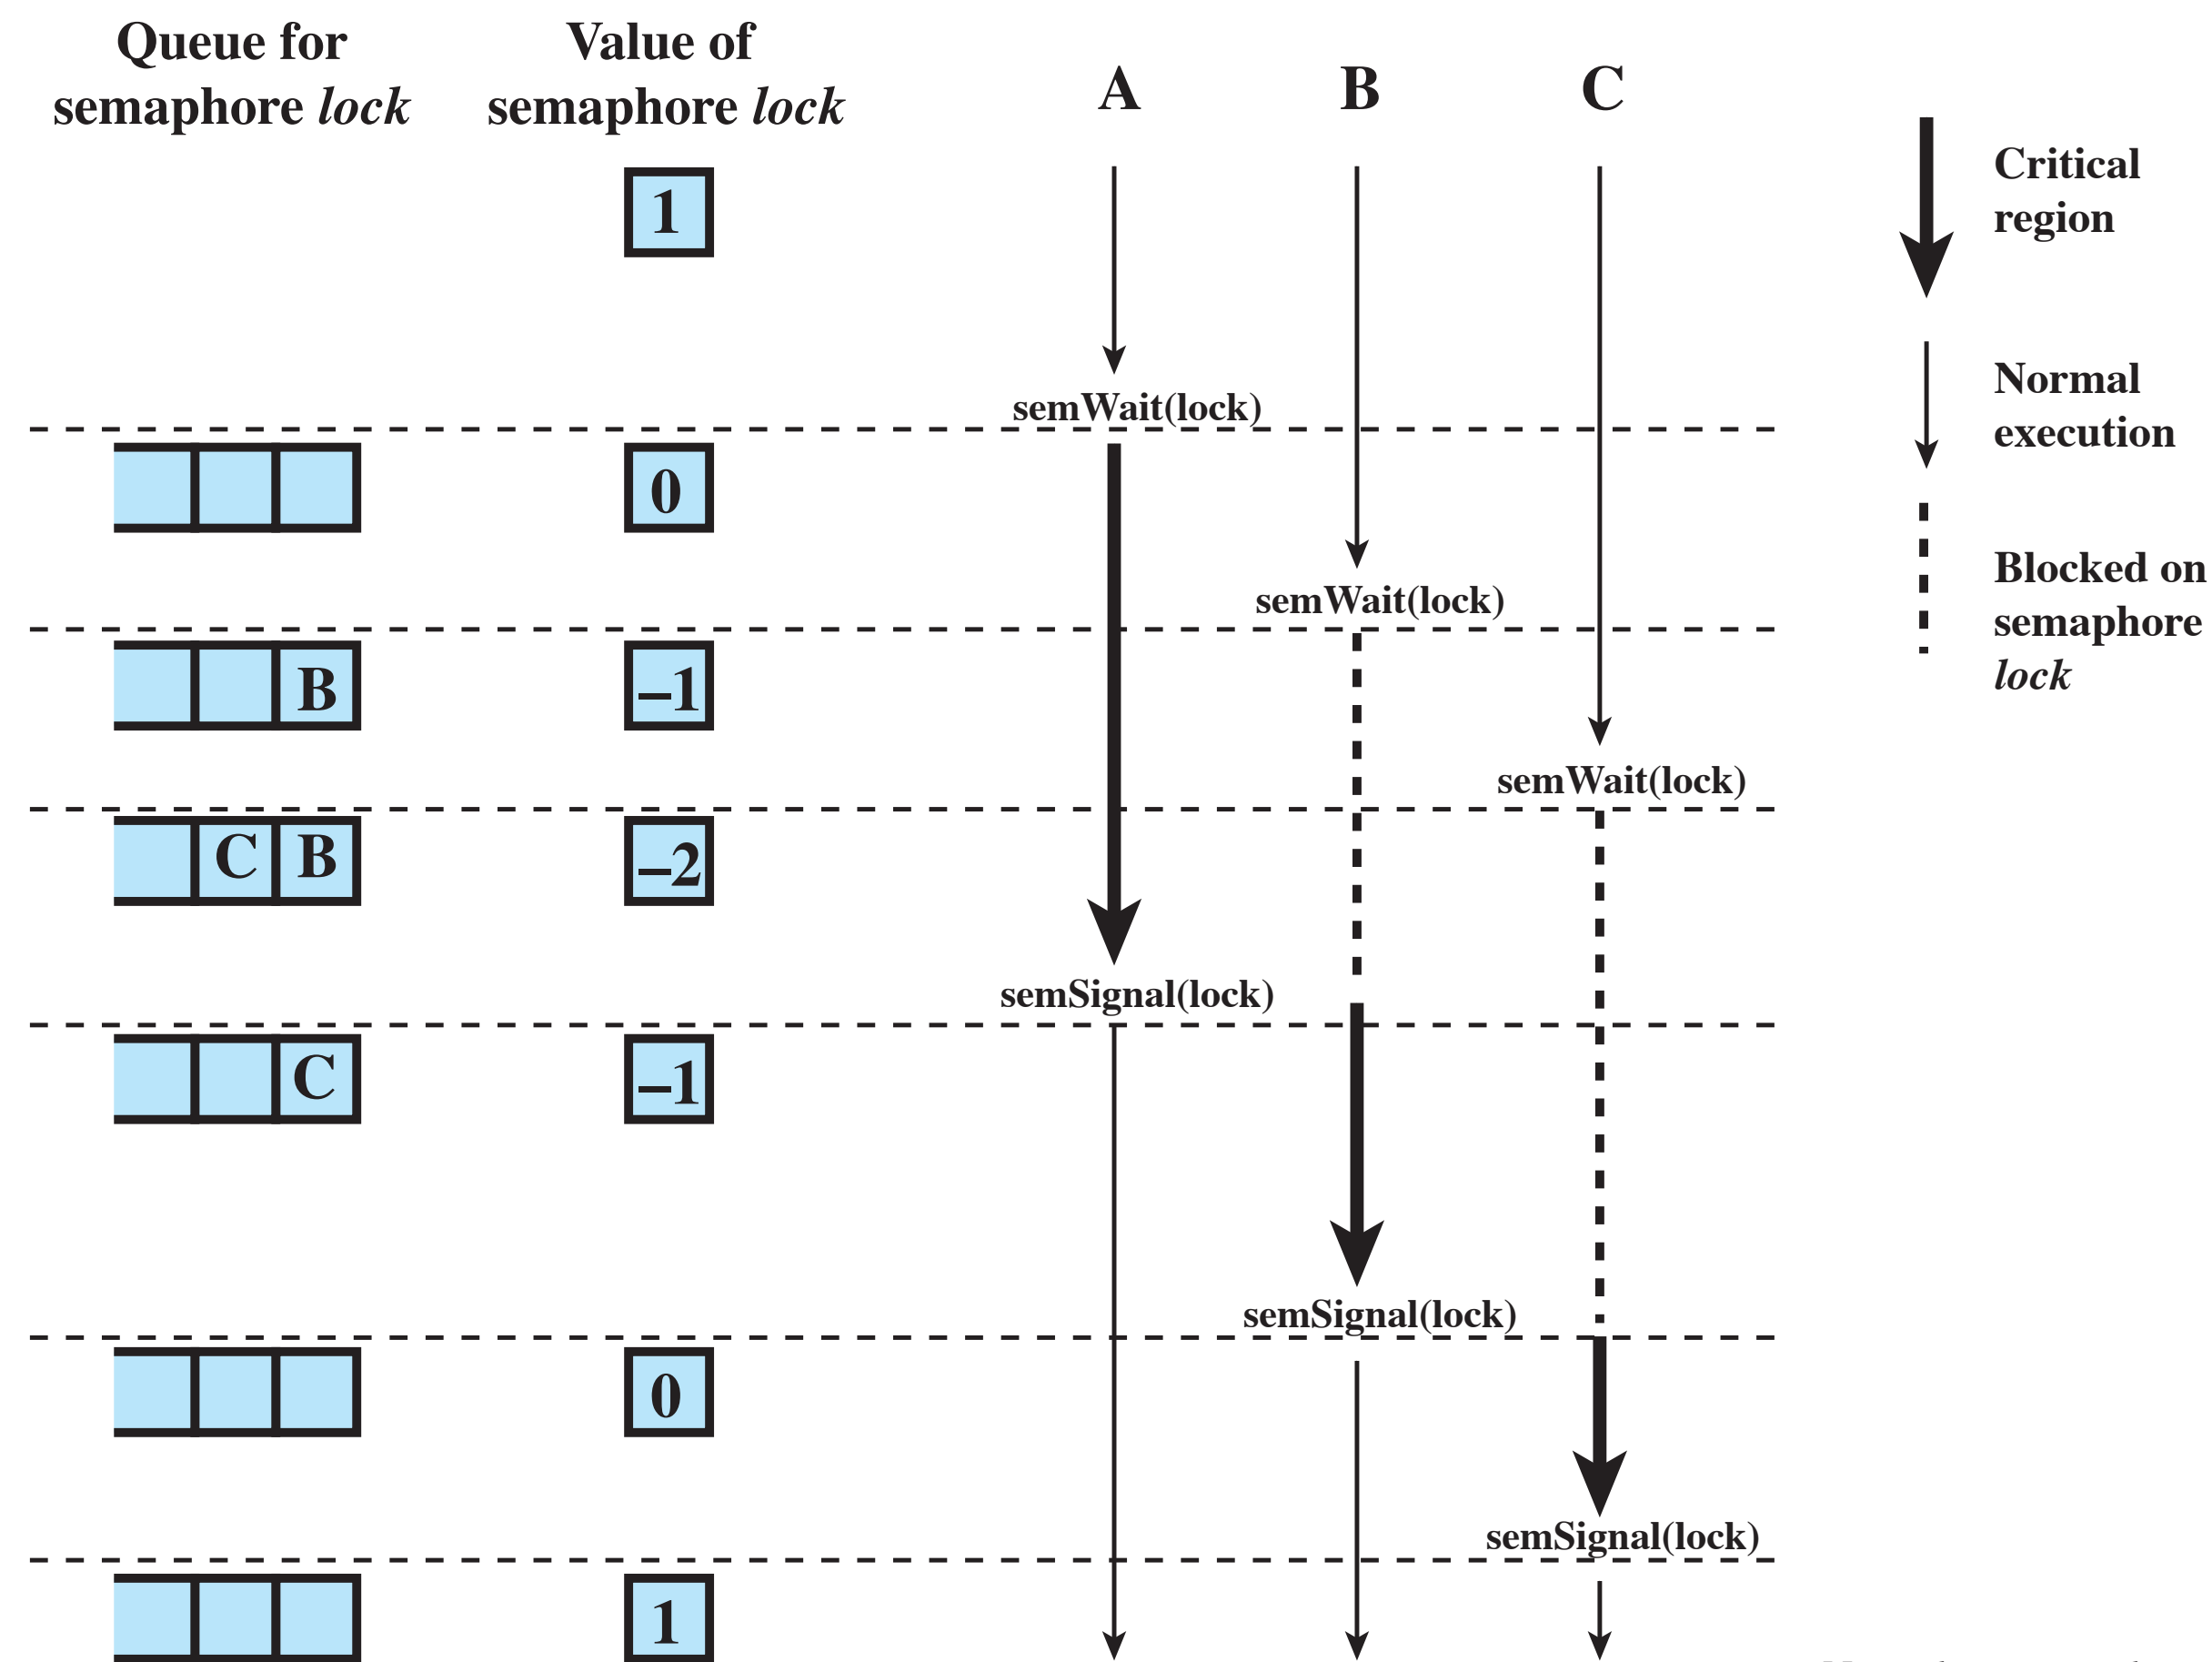 Queue for
semaphore lock
Value of
semaphore lock
A
B
C
1
Critical
region
Normal
execution
semWait(lock)
0
Blocked on
semaphore
lock
semWait(lock)
B
–1
semWait(lock)
C B
–2
semSignal(lock)
C
–1
semSignal(lock)
0
semSignal(lock)
1